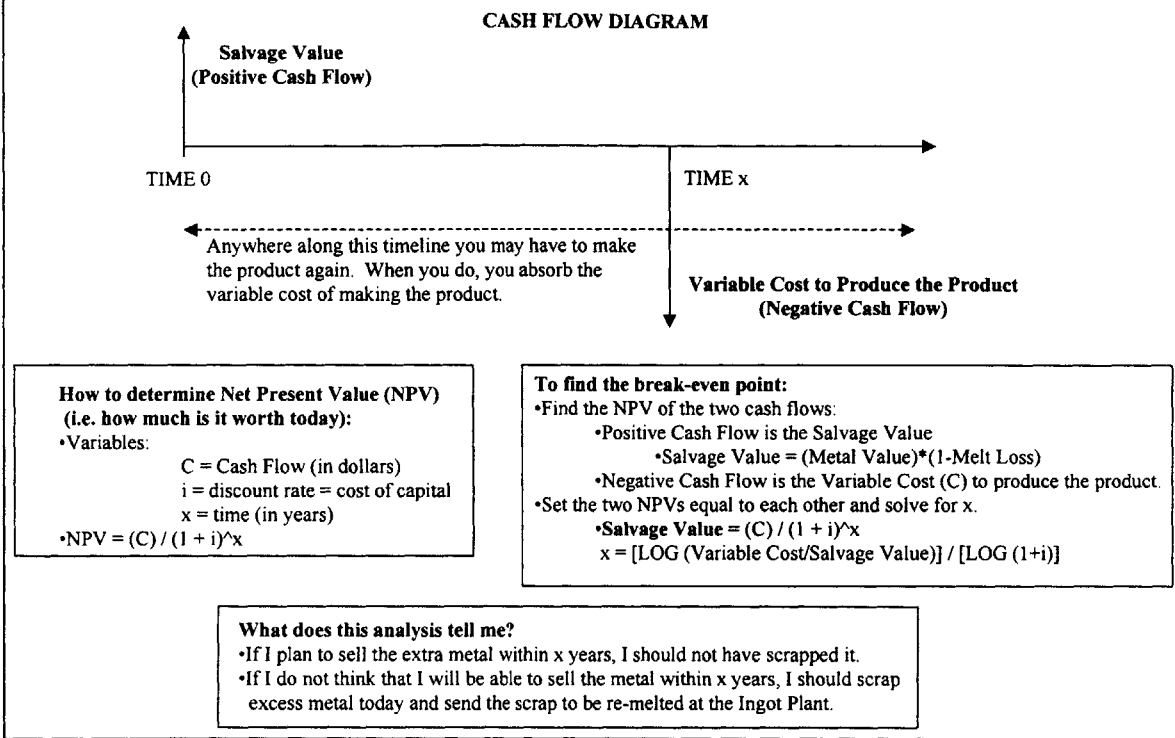 CASH FLOW DIAGRAM
Salvage Value
(Positive Cash Flow)
TIME 0
TIME x
Anywhere along this timeline you may have to make
the product again. When you do, you absorb the
variable cost of making the product.
Variable Cost to Produce the Product
(Negative Cash Flow)
How to determine Net Present Value (NPV)
(i.e. how much is it worth today):
•Variables:
C = Cash Flow (in dollars)
i = discount rate = cost of capital
x = time (in years)
•NPV = (C) / (1 + i)^x
To find the break-even point:
•Find the NPV of the two cash flows:
•Positive Cash Flow is the Salvage Value
•Salvage Value = (Metal Value)*(1-Melt Loss)
•Negative Cash Flow is the Variable Cost (C) to produce the product.
•Set the two NPVs equal to each other and solve for x.
•Salvage Value = (C) / (1 + i)^x
x = [LOG (Variable Cost/Salvage Value)] / [LOG (1+i)]
What does this analysis tell me?
•If I plan to sell the extra metal within x years, I should not have scrapped it.
•If I do not think that I will be able to sell the metal within x years, I should scrap
excess metal today and send the scrap to be re-melted at the Ingot Plant.